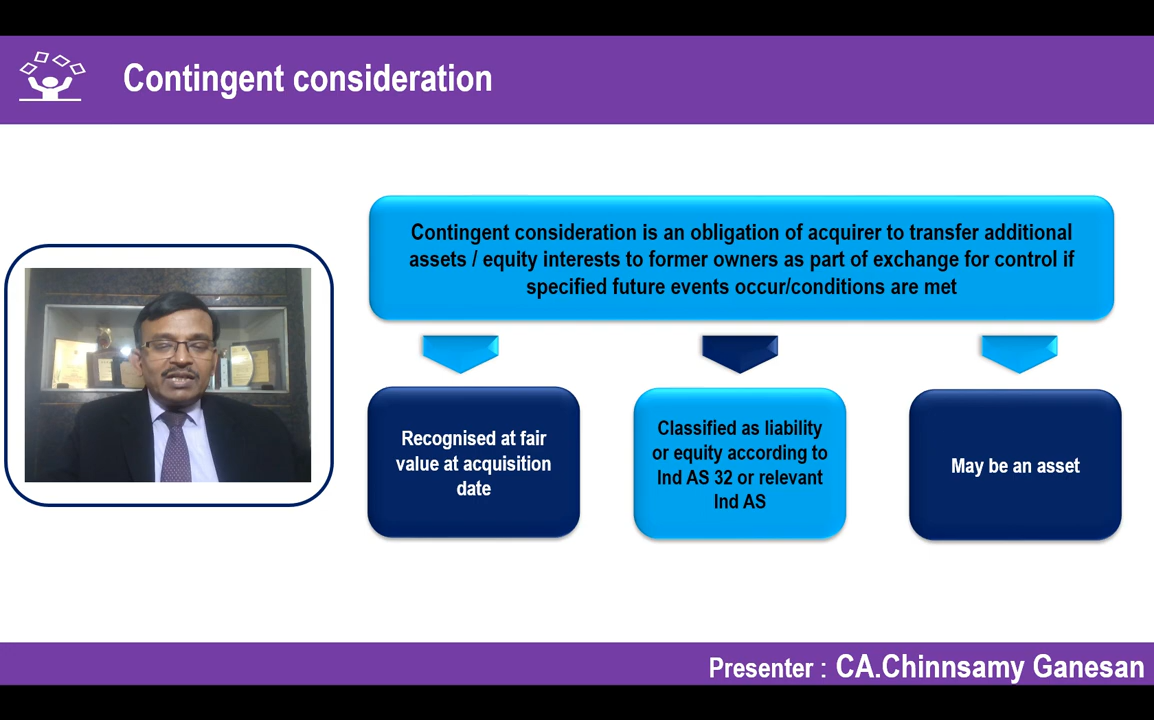 Contingent consideration
Contingent consideration is an obligation of acquirer to transfer additional
assets / equity interests to former owners as part of exchange for control if
specified future events occur/conditions are met
Recognised at fair
value at acquisition
date
Classified as liability
or equity according to
Ind AS 32 or relevant
Ind AS
May be an asset
Presenter : CA.Chinnsamy Ganesan